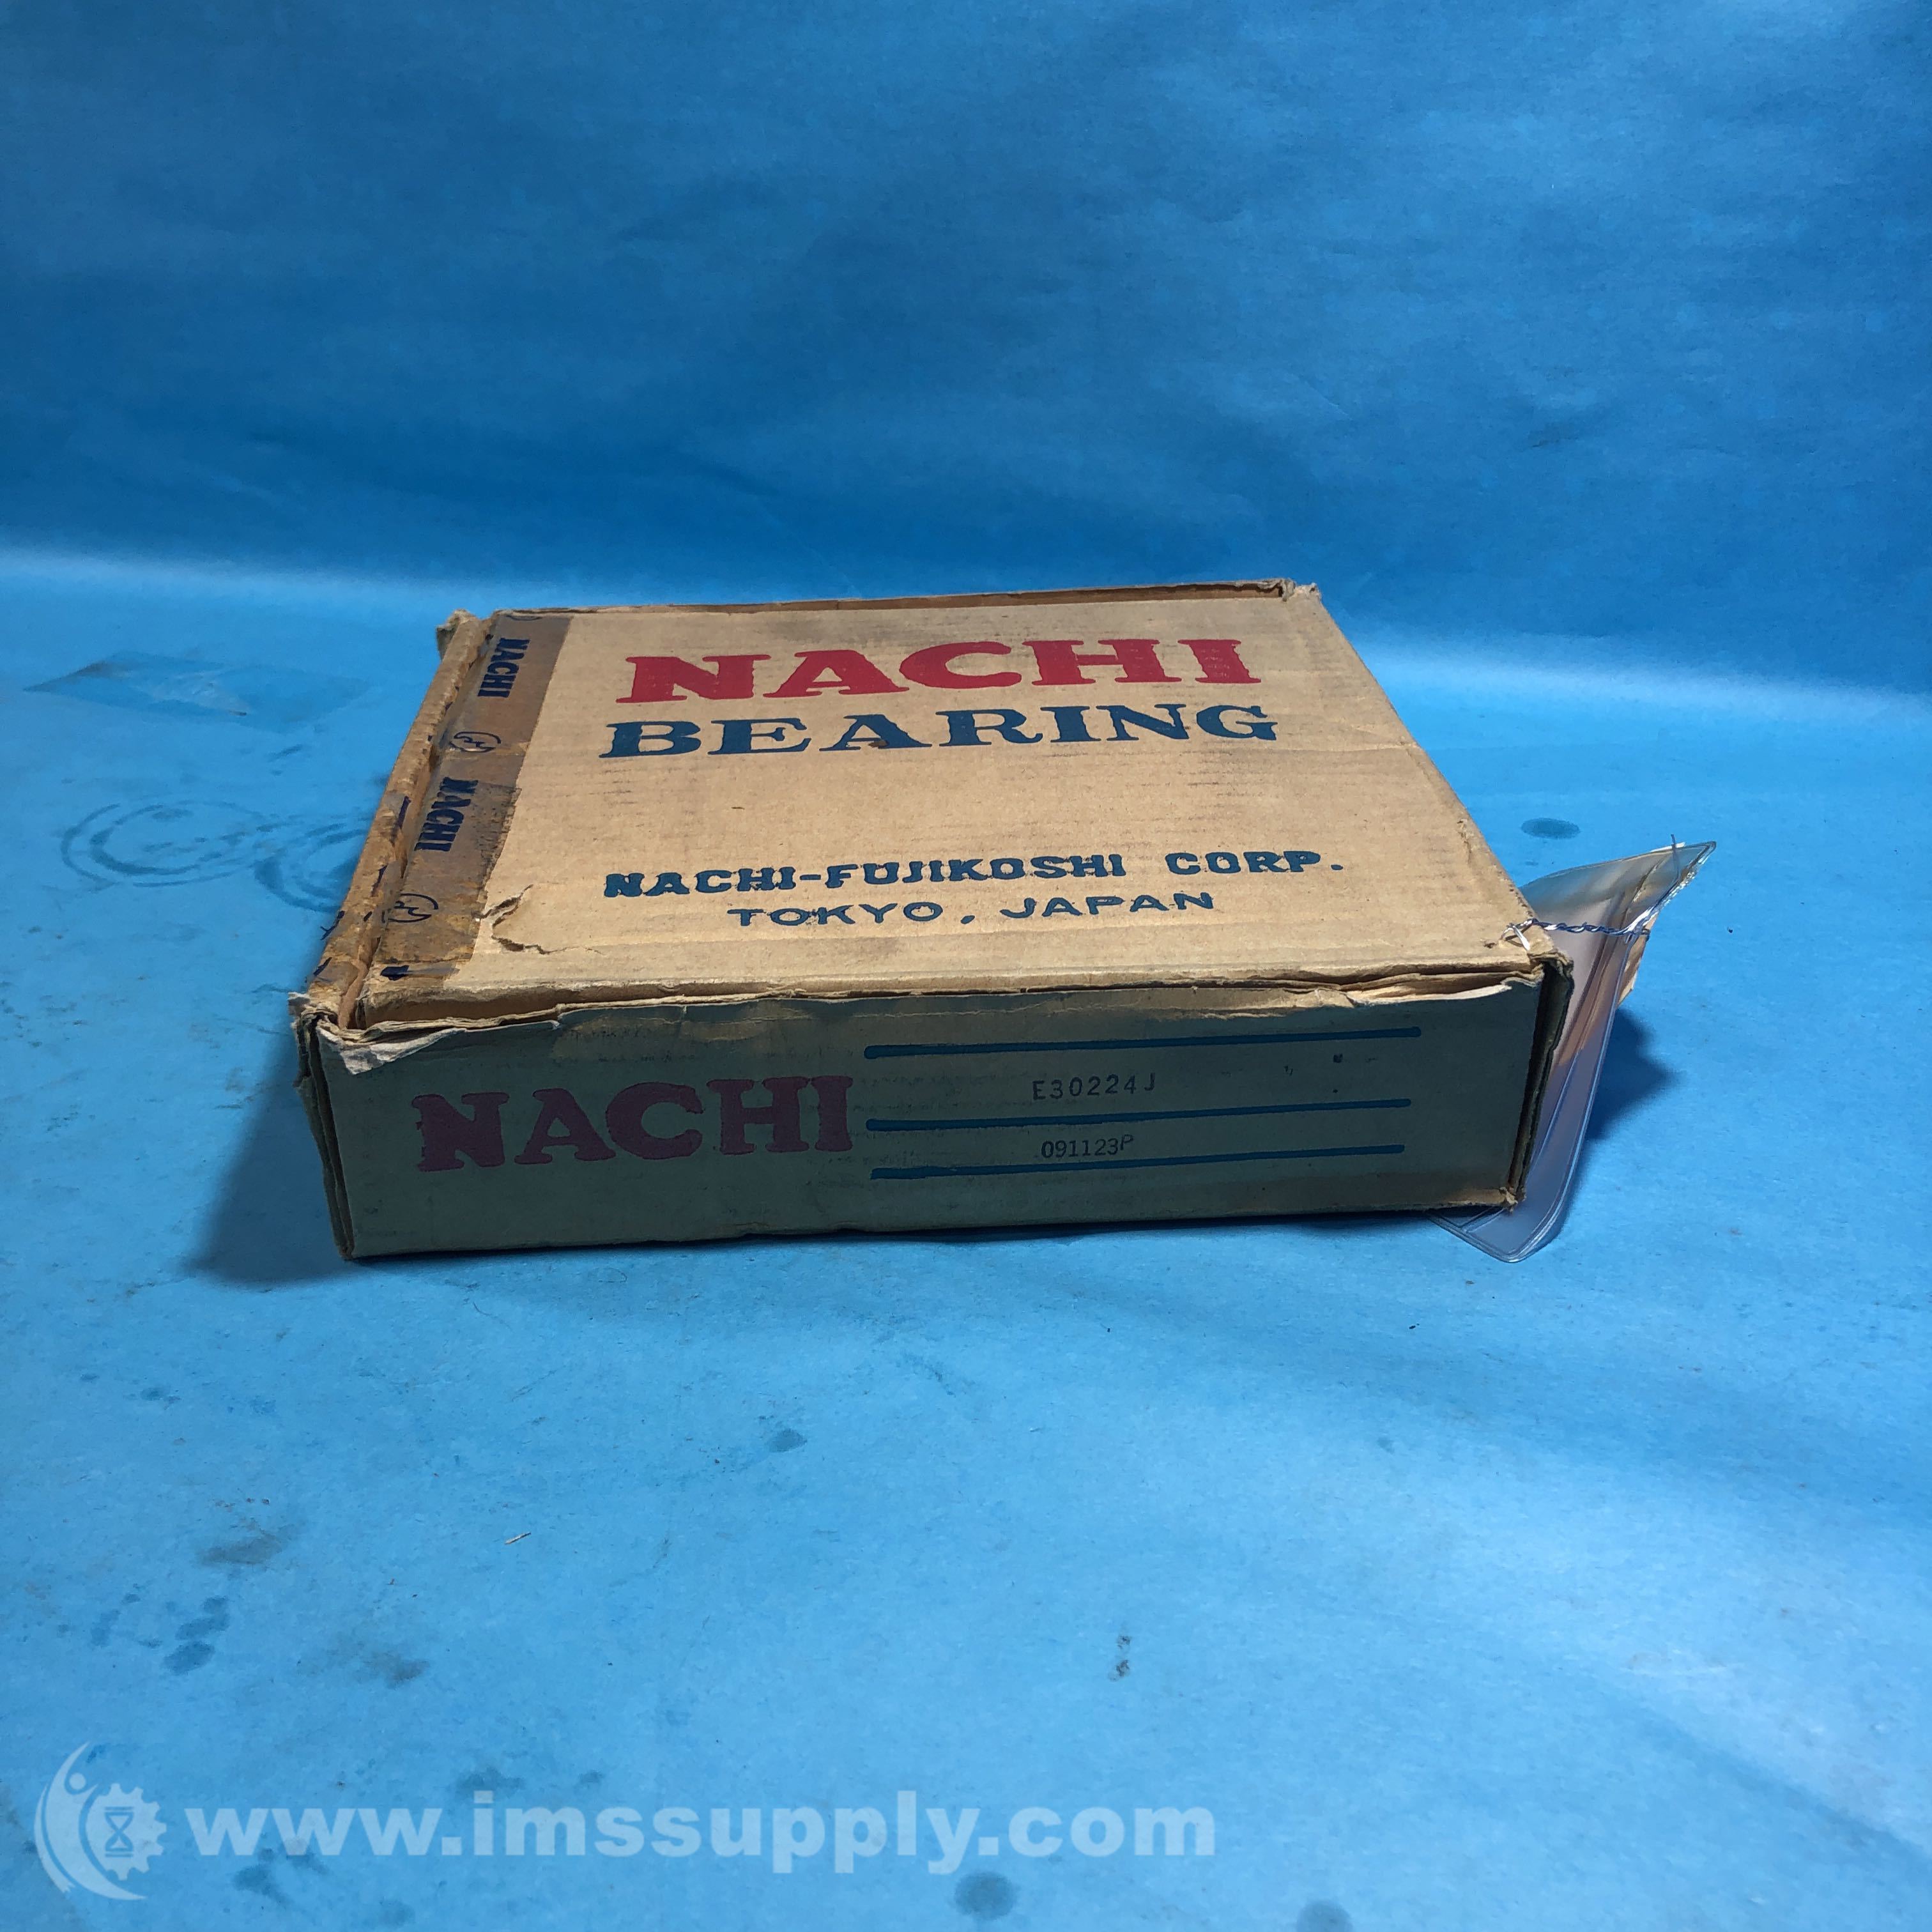 NACHI
BEARING
NACHI-FUJIKOSHI CORP.
TOKYO, JAPAN
NACHI
NACHI
NACHI
E30224J
091123P
www.imssupply.com